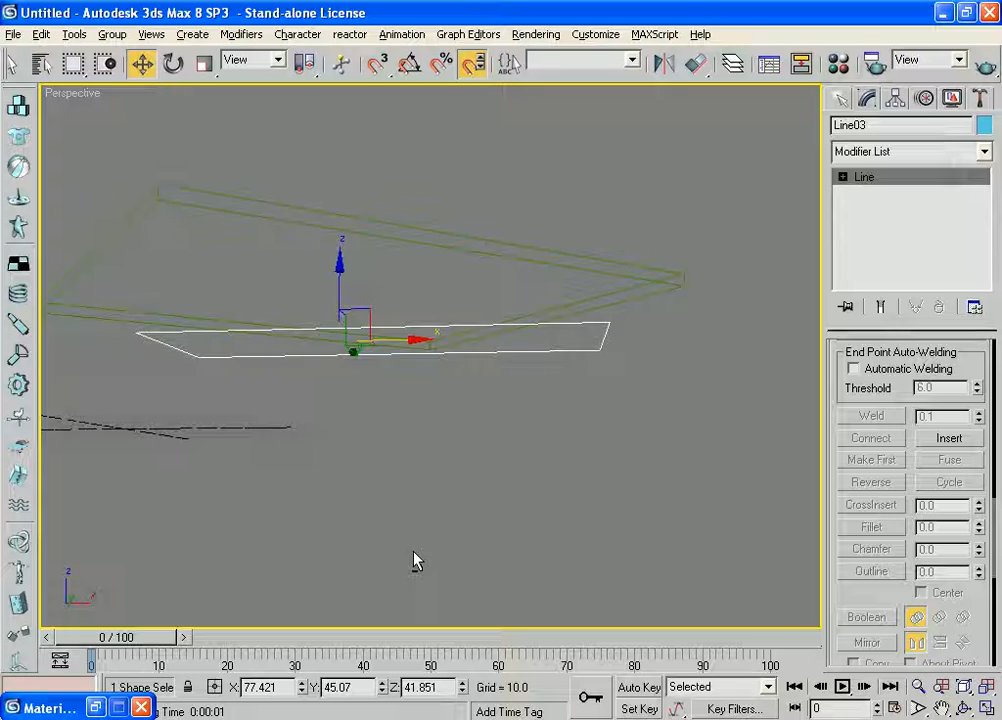 Untitled - Autodesk 3ds Max 8 SP3 - Stand-alone License
File Edit Tools Group Views Create Modifiers Character reactor Animation Graph Editors Rendering Customize MAXScript Help
View View
Perspective
Line03
Modifier List
Line
End Point Auto-Welding
Automatic Welding
Threshold 6.0
Weld 0.1
Connect Insert
Make First Fuse
Reverse Cycle
CrossInsert 0.0
Fillet 0.0
Chamfer 0.0
Outline 0.0
Center
Boolean
Mirror
Copy About Pivot
z
x
z
0 / 100
0 10 20 30 40 50 60 70 80 90 100
1 Shape Sele X: 77.421 Y: 45.07 Z: 41.851 Grid = 10.0 Auto Key Selected
Materi... Time 0:00:01 Add Time Tag Set Key Key Filters... 0